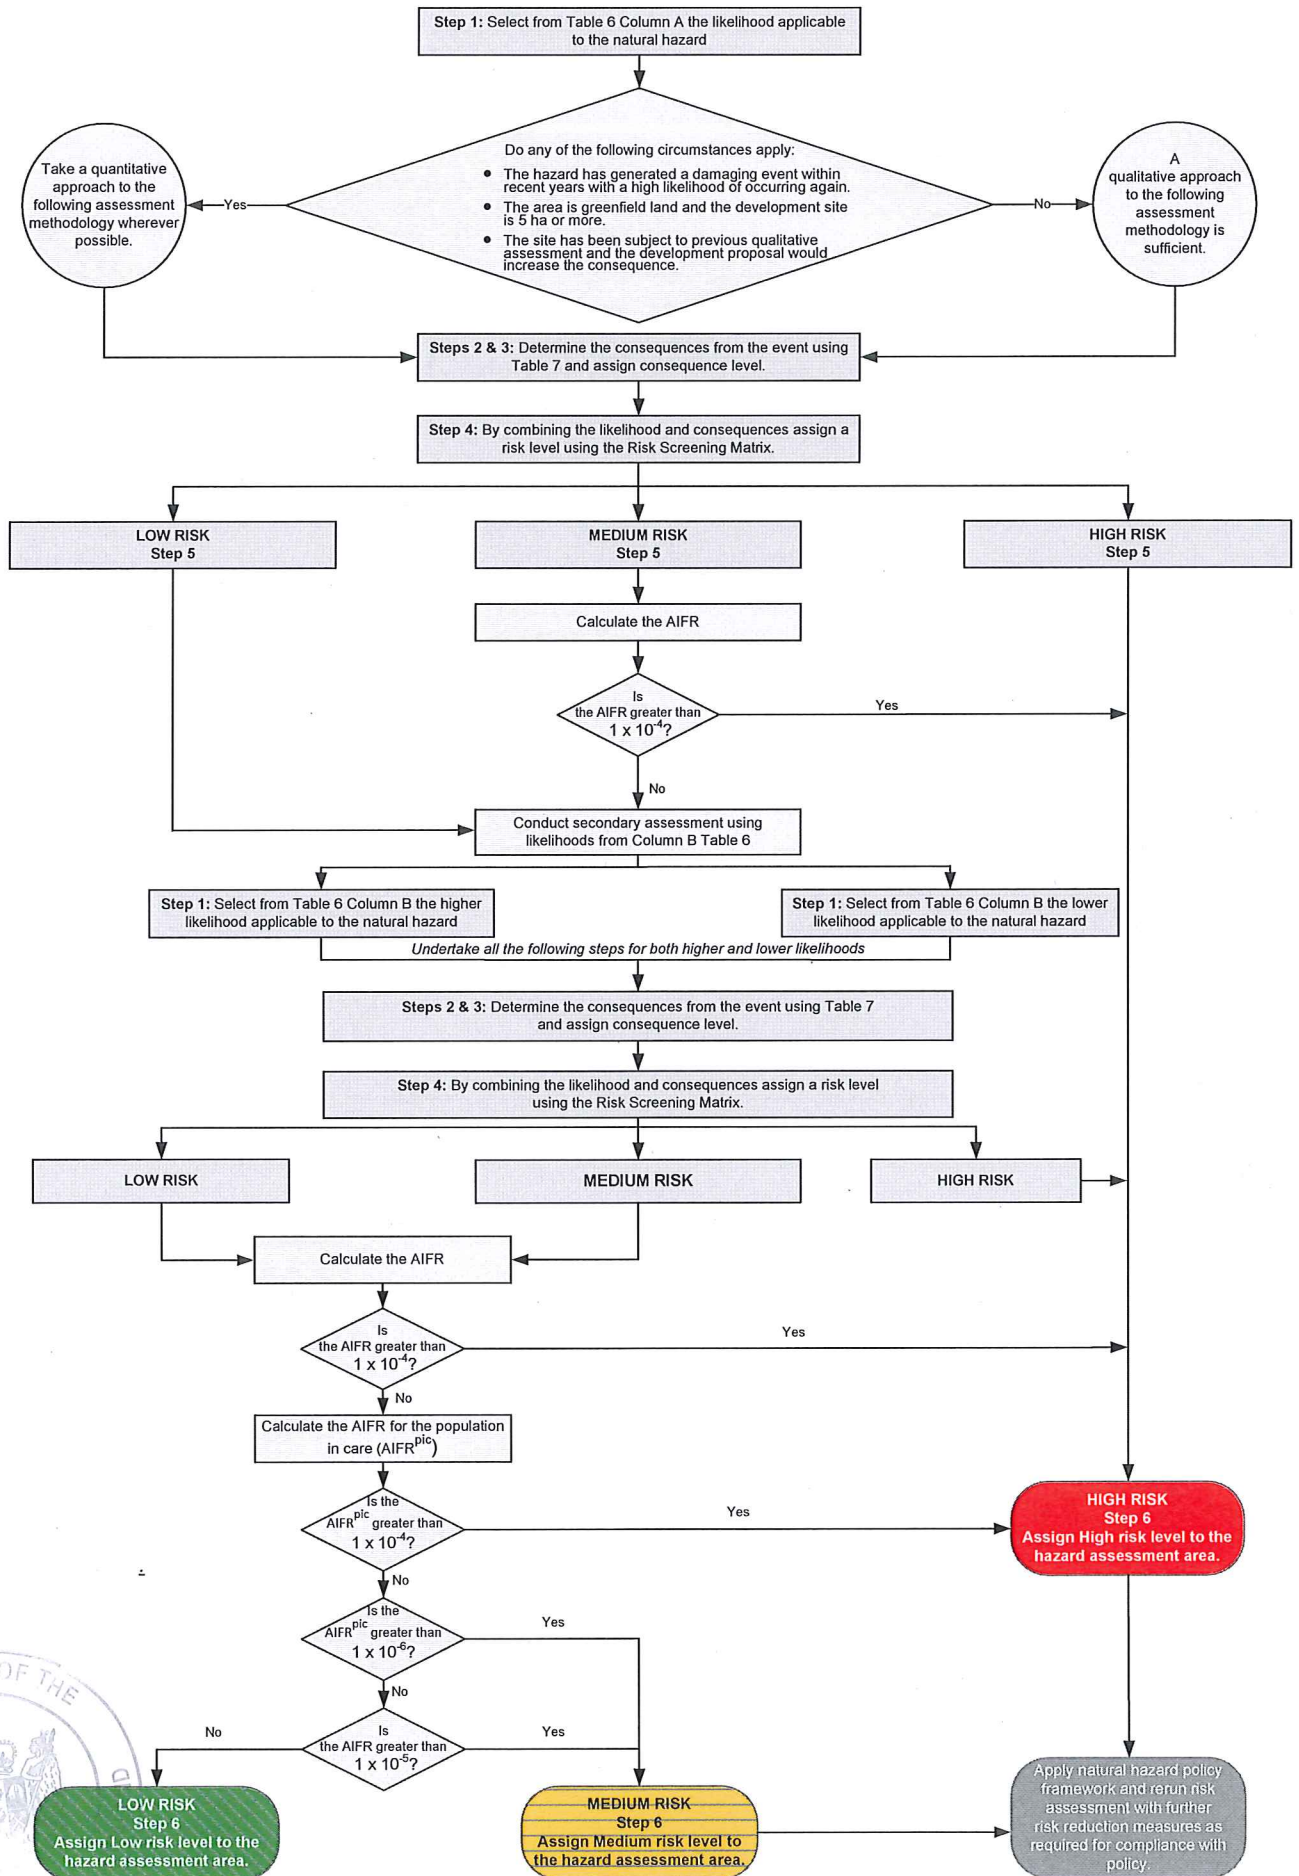 Step 1: Select from Table 6 Column A the likelihood applicable
to the natural hazard
Do any of the following circumstances apply:
• The hazard has generated a damaging event within
recent years with a high likelihood of occurring again.
• The area is greenfield land and the development site
is 5 ha or more.
• The site has been subject to previous qualitative
assessment and the development proposal would
increase the consequence.
Yes
Take a quantitative
approach to the
following assessment
methodology wherever
possible.
No
A
qualitative approach
to the following
assessment
methodology is
sufficient.
Steps 2 & 3: Determine the consequences from the event using
Table 7 and assign consequence level.
Step 4: By combining the likelihood and consequences assign a
risk level using the Risk Screening Matrix.
LOW RISK
Step 5
MEDIUM RISK
Step 5
HIGH RISK
Step 5
Calculate the AIFR
Is
the AIFR greater than
1 x 10⁻⁴?
Yes
No
Conduct secondary assessment using
likelihoods from Column B Table 6
Step 1: Select from Table 6 Column B the higher
likelihood applicable to the natural hazard
Step 1: Select from Table 6 Column B the lower
likelihood applicable to the natural hazard
Undertake all the following steps for both higher and lower likelihoods
Steps 2 & 3: Determine the consequences from the event using Table 7
and assign consequence level.
Step 4: By combining the likelihood and consequences assign a risk level
using the Risk Screening Matrix.
LOW RISK
MEDIUM RISK
HIGH RISK
Calculate the AIFR
Is
the AIFR greater than
1 x 10⁻⁴?
Yes
No
Calculate the AIFR for the population
in care (AIFRᵖⁱᶜ)
Is the
AIFRᵖⁱᶜ greater than
1 x 10⁻⁴?
Yes
No
HIGH RISK
Step 6
Assign High risk level to the
hazard assessment area.
Is the
AIFRᵖⁱᶜ greater than
1 x 10⁻⁶?
Yes
No
Is
the AIFR greater than
1 x 10⁻⁵?
No
Yes
LOW RISK
Step 6
Assign Low risk level to the
hazard assessment area.
MEDIUM RISK
Step 6
Assign Medium risk level to
the hazard assessment area.
Apply natural hazard policy
framework and rerun risk
assessment with further
risk reduction measures as
required for compliance with
policy.
OF THE